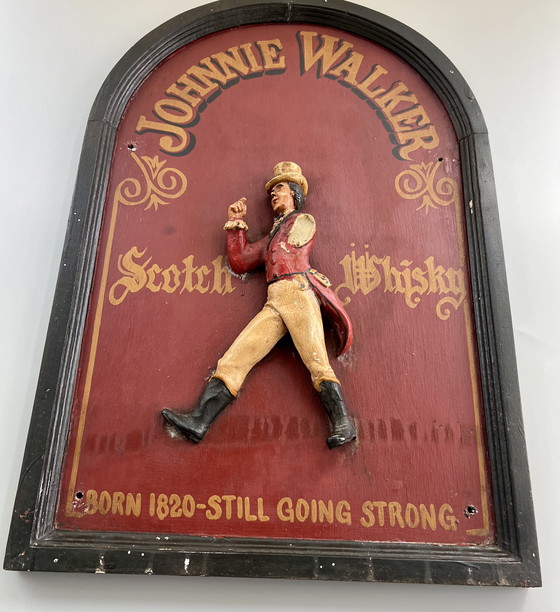 JOHNNIE WALKER
Scotch Whisky
BORN 1820-STILL GOING STRONG